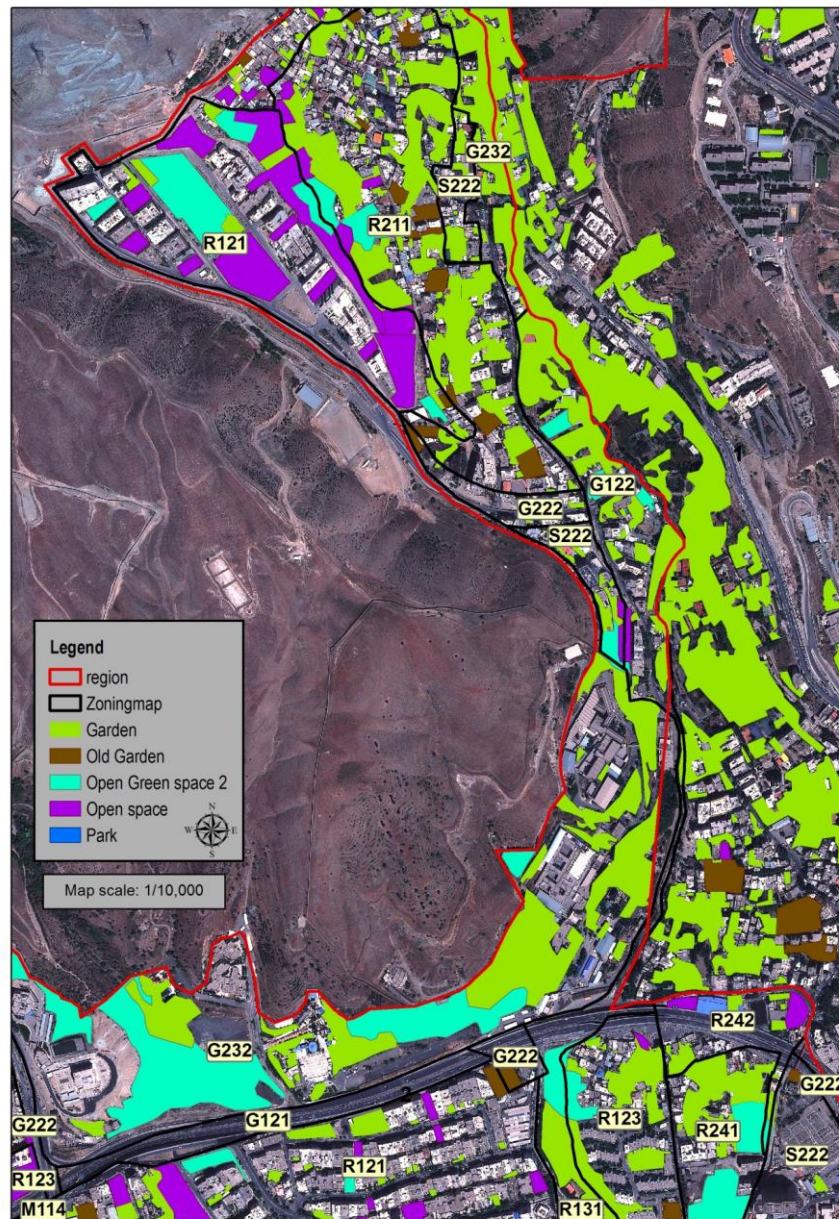 G232
S222
R211
R121
G122
G222
S222
Legend
region
Zoningmap
Garden
Old Garden
Open Green space 2
Open space
Park
N
W E
S
Map scale: 1/10,000
R242
G232
G222
G222
G121
2
R123
G222
R241
R121
S222
R123
M114
R131